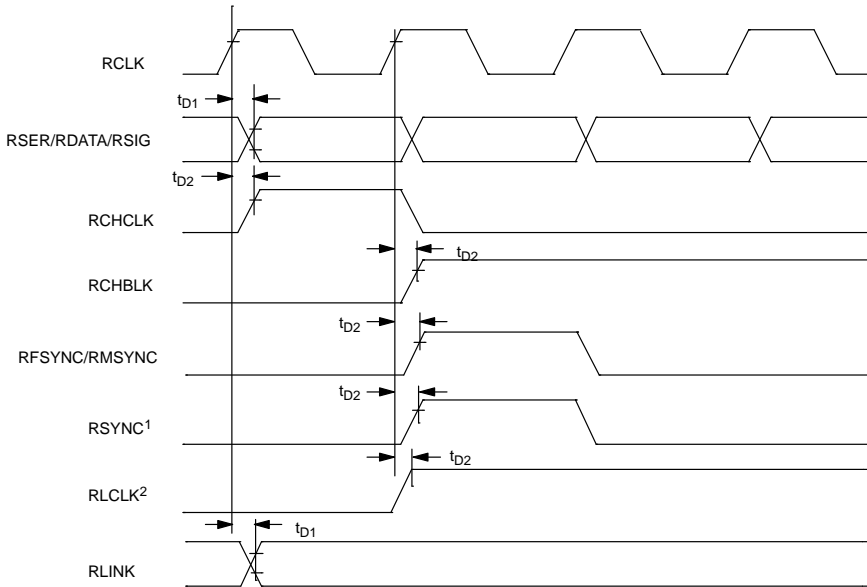 RCLK
tD1
RSER/RDATA/RSIG
tD2
RCHCLK
tD2
RCHBLK
tD2
RFSYNC/RMSYNC
tD2
RSYNC1
tD2
RLCLK2
tD1
RLINK